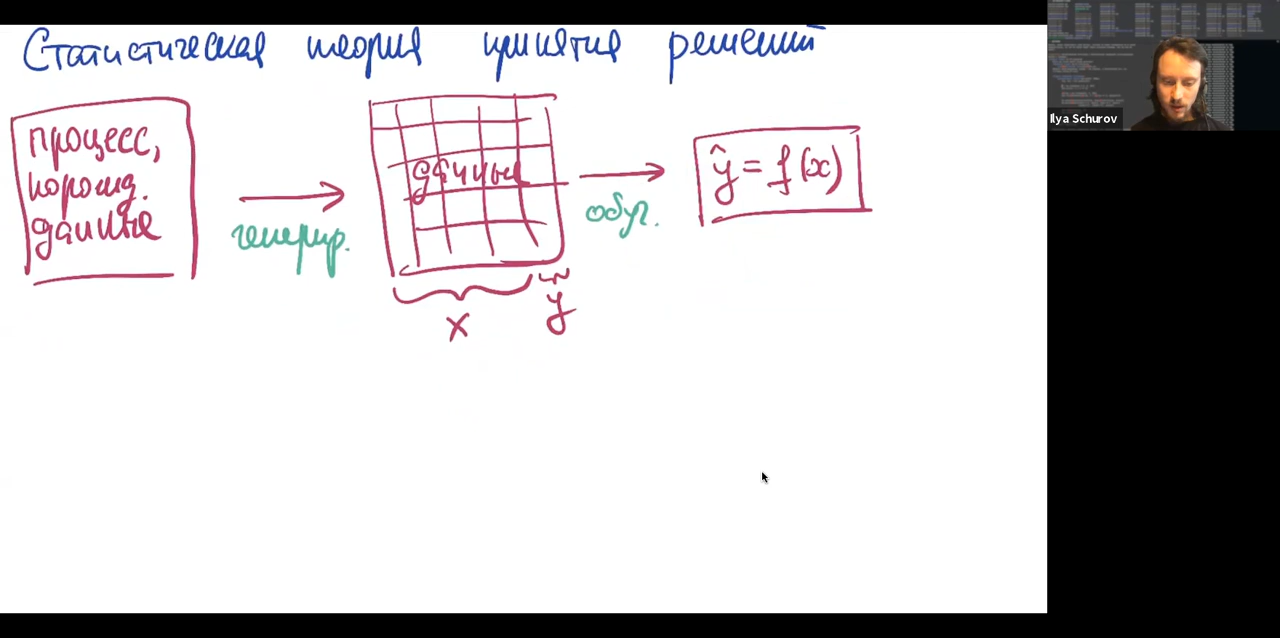 Статистическая теория принятия решений
процесс,
порожд.
данные
генерир.
данные
x
y
обуч.
ŷ = f(x)
Ilya Schurov